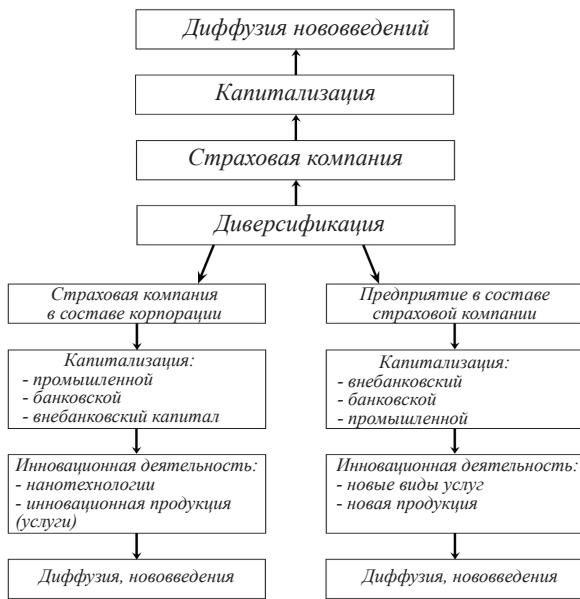 Диффузия нововведений
Капитализация
Страховая компания
Диверсификация
Страховая компания
в составе корпорации
Капитализация:
- промышленной
- банковской
- внебанковский капитал
Инновационная деятельность:
- нанотехнологии
- инновационная продукция
(услуги)
Диффузия, нововведения
Предприятие в составе
страховой компании
Капитализация:
- внебанковский
- банковской
- промышленной
Инновационная деятельность:
- новые виды услуг
- новая продукция
Диффузия, нововведения